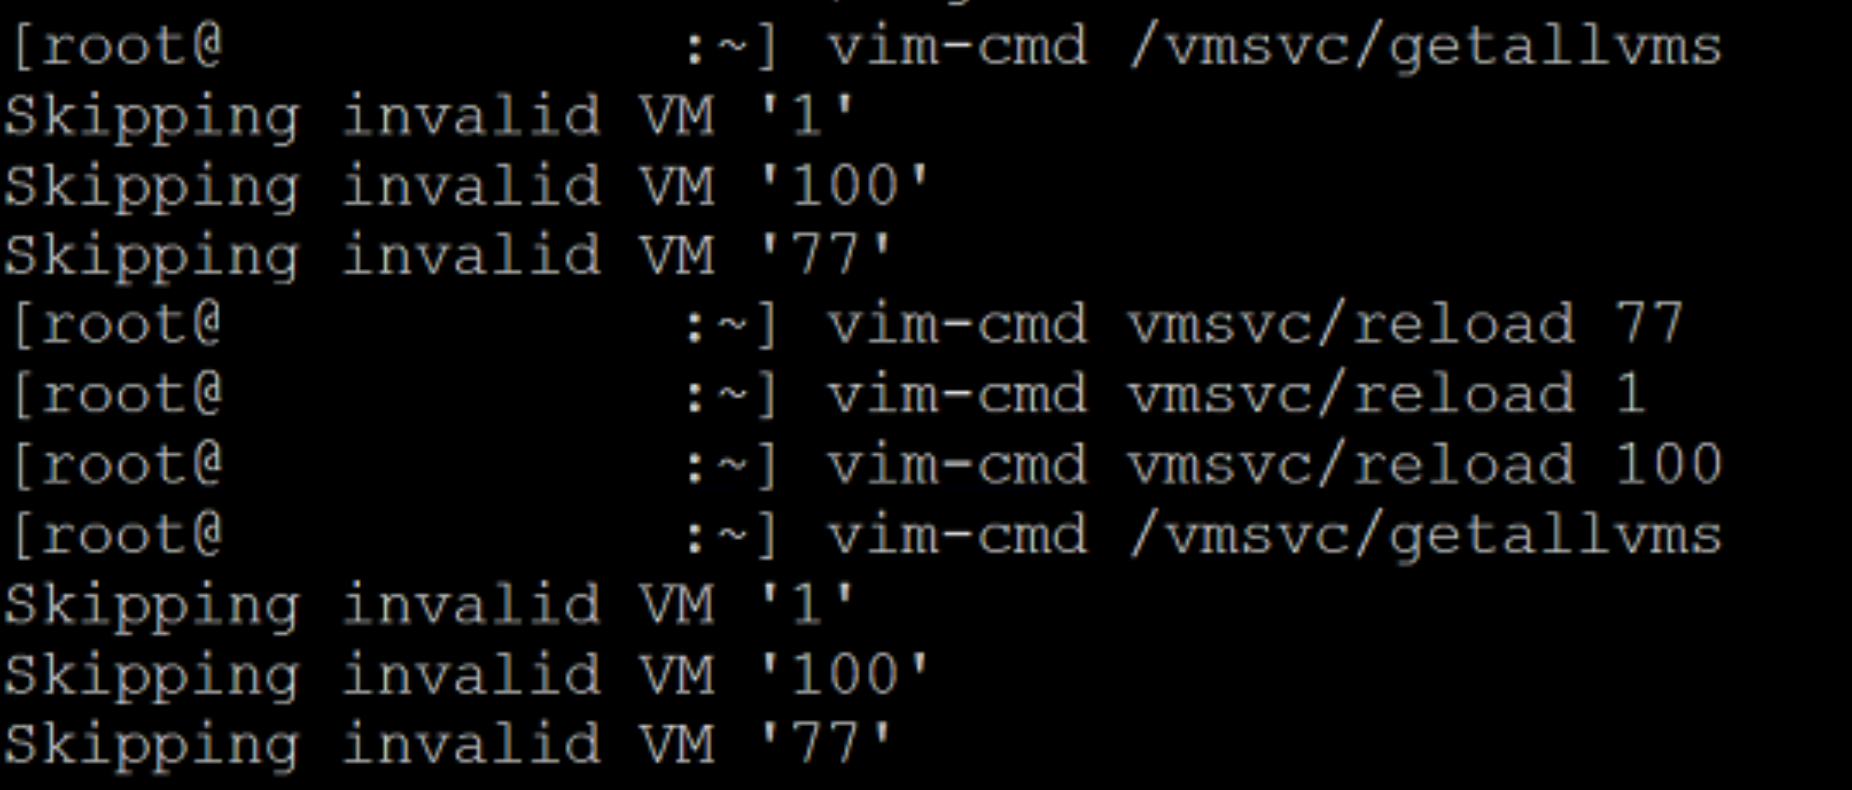 [root@ :~] vim-cmd /vmsvc/getallvms
Skipping invalid VM '1'
Skipping invalid VM '100'
Skipping invalid VM '77'
[root@ :~] vim-cmd vmsvc/reload 77
[root@ :~] vim-cmd vmsvc/reload 1
[root@ :~] vim-cmd vmsvc/reload 100
[root@ :~] vim-cmd /vmsvc/getallvms
Skipping invalid VM '1'
Skipping invalid VM '100'
Skipping invalid VM '77'